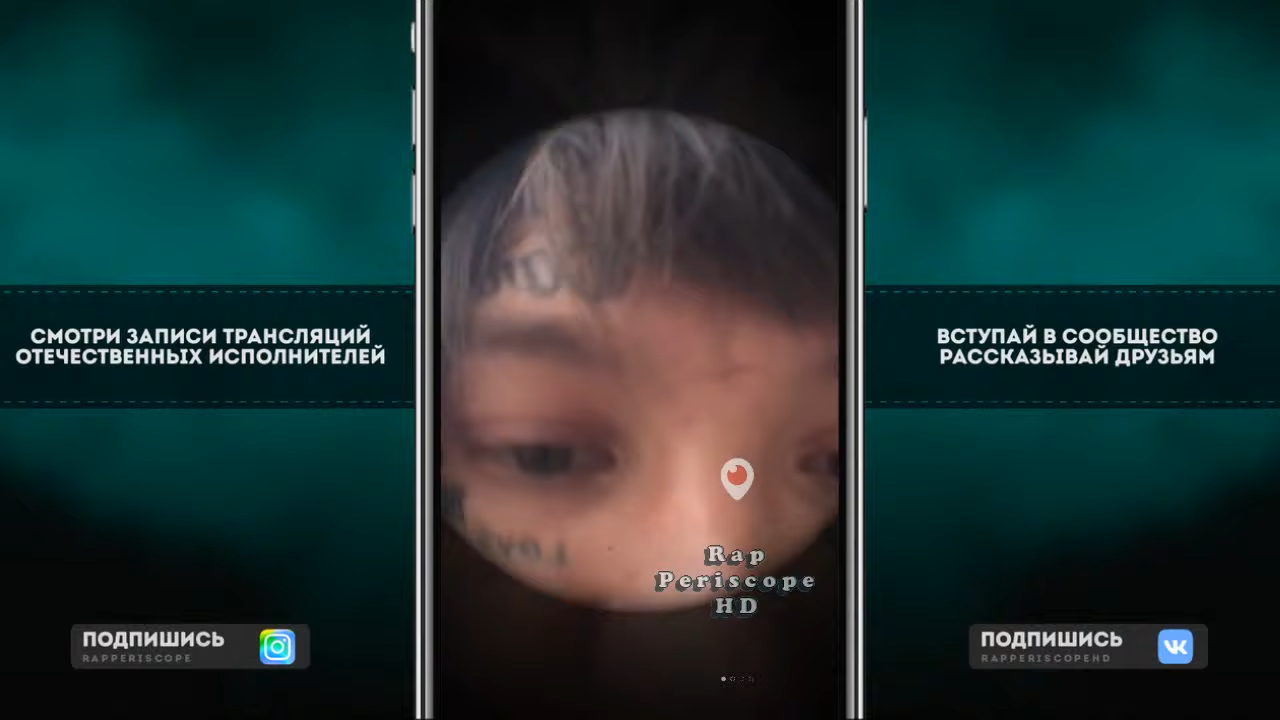 СМОТРИ ЗАПИСИ ТРАНСЛЯЦИЙ
ОТЕЧЕСТВЕННЫХ ИСПОЛНИТЕЛЕЙ
ВСТУПАЙ В СООБЩЕСТВО
РАССКАЗЫВАЙ ДРУЗЬЯМ
Rap
Periscope
HD
ПОДПИШИСЬ
RAPPERISCOPE
ПОДПИШИСЬ
RAPPERISCOPEHD